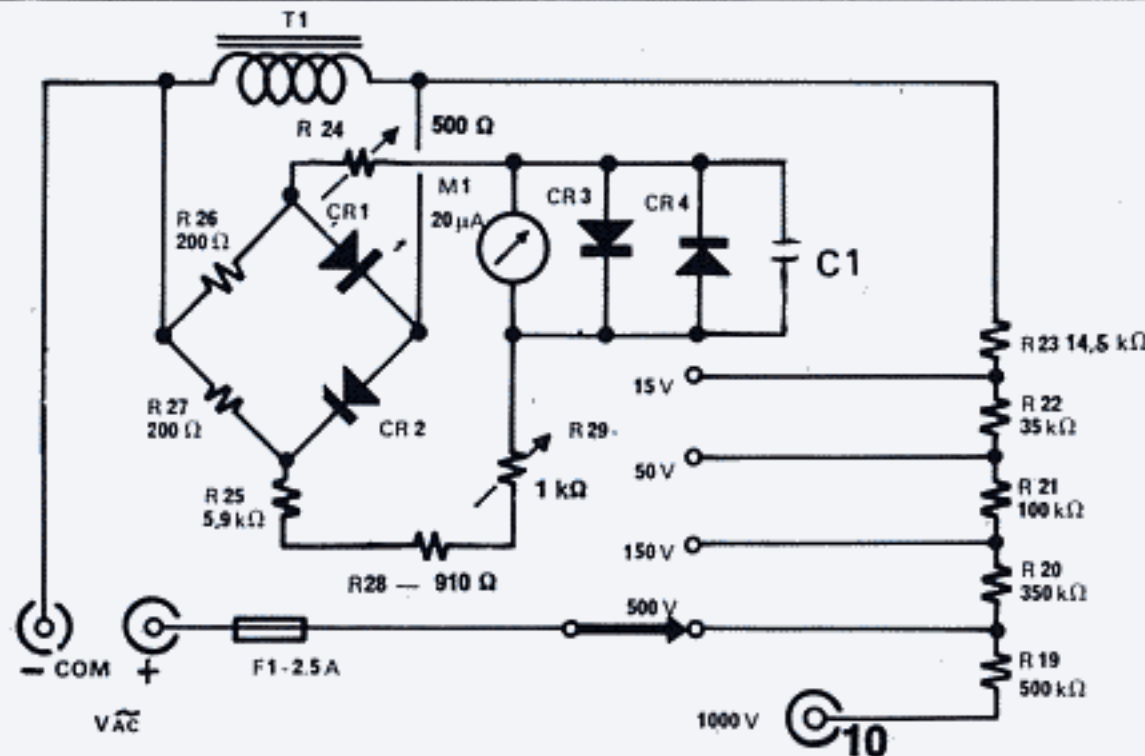 T1
R 24
500 Ω
M1
20 μA
CR 3
CR 4
C1
CR1
R 26
200 Ω
R 23 14,5 kΩ
15 V
R 22
35 kΩ
R 27
200 Ω
CR 2
R 29
1 kΩ
50 V
R 21
100 kΩ
R 25
5,9 kΩ
150 V
R 20
350 kΩ
R28 — 910 Ω
500 V
– COM +
F1 - 2.5 A
R 19
500 kΩ
V AC
1000 V
10